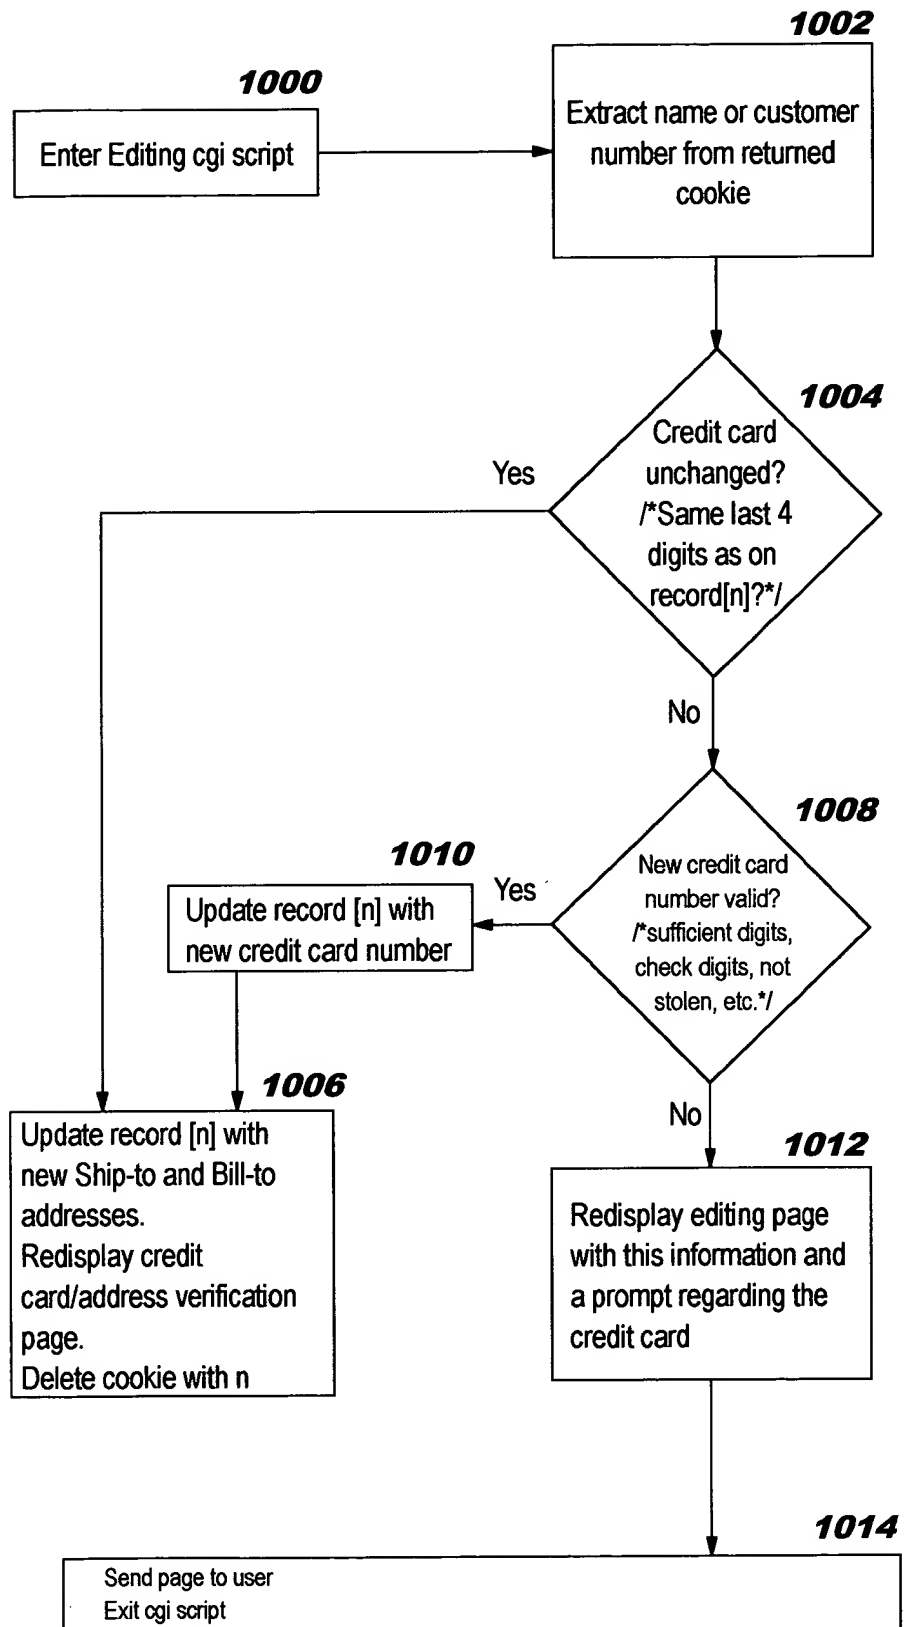 1002
1000
Enter Editing cgi script
Extract name or customer
number from returned
cookie
1004
Credit card
unchanged?
/*Same last 4
digits as on
record[n]?*/
Yes
No
1008
New credit card
number valid?
/*sufficient digits,
check digits, not
stolen, etc.*/
Yes
1010
Update record [n] with
new credit card number
1006
Update record [n] with
new Ship-to and Bill-to
addresses.
Redisplay credit
card/address verification
page.
Delete cookie with n
No
1012
Redisplay editing page
with this information and
a prompt regarding the
credit card
1014
Send page to user
Exit cgi script